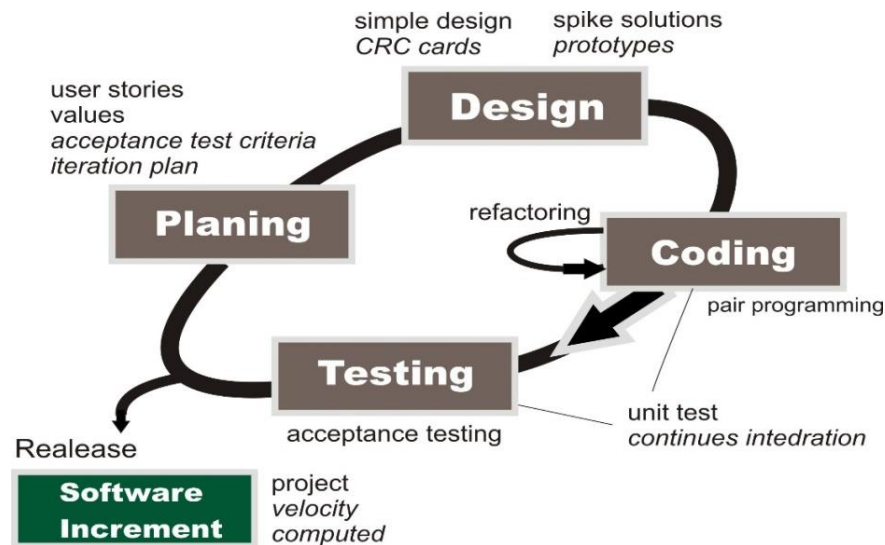 simple design
CRC cards
spike solutions
prototypes
Design
user stories
values
acceptance test criteria
iteration plan
Planing
refactoring
Coding
pair programming
Testing
acceptance testing
unit test
continues intedration
Realease
Software
Increment
project
velocity
computed